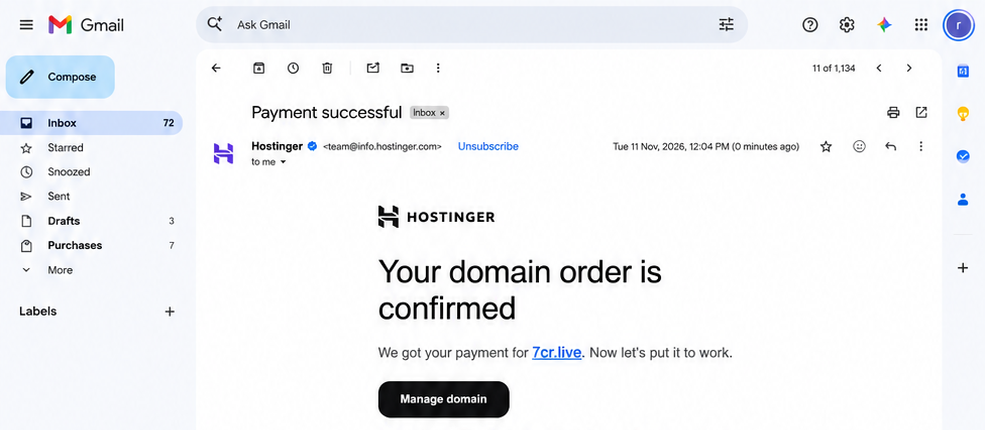 Gmail
Ask Gmail
r
Compose
11 of 1,134
Inbox 72
Starred
Snoozed
Sent
Drafts 3
Purchases 7
More
Labels
Payment successful Inbox ×
Hostinger <team@info.hostinger.com> Unsubscribe Tue 11 Nov, 2026, 12:04 PM (0 minutes ago)
to me
HOSTINGER
Your domain order is
confirmed
We got your payment for 7cr.live. Now let's put it to work.
Manage domain